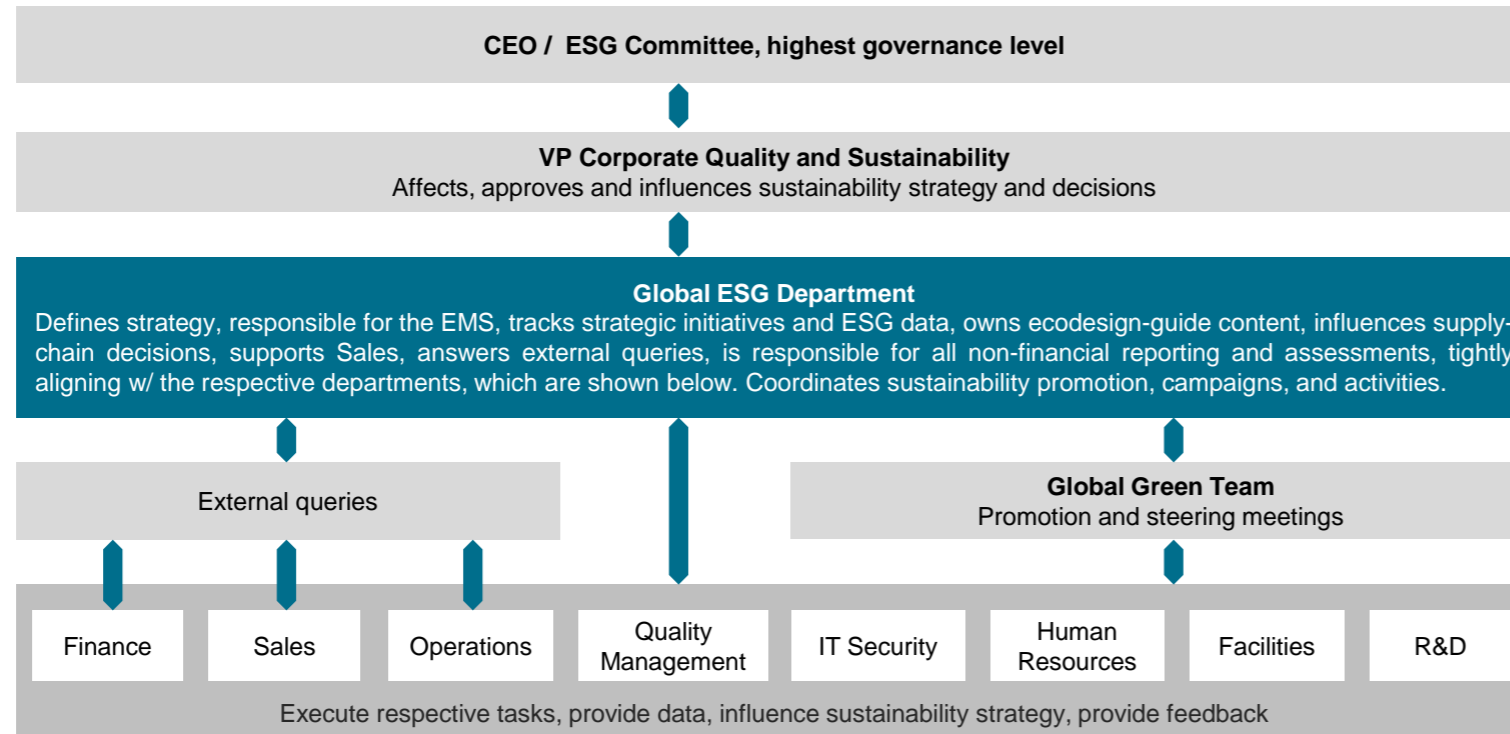 CEO /  ESG Committee, highest governance level
VP Corporate Quality and Sustainability
Affects, approves and influences sustainability strategy and decisions
Global ESG Department
Defines strategy, responsible for the EMS, tracks strategic initiatives and ESG data, owns ecodesign-guide content, influences supply-
chain decisions, supports Sales, answers external queries, is responsible for all non-financial reporting and assessments, tightly
aligning w/ the respective departments, which are shown below. Coordinates sustainability promotion, campaigns, and activities.
External queries
Global Green Team
Promotion and steering meetings
Finance
Sales
Operations
Quality
Management
IT Security
Human
Resources
Facilities
R&D
Execute respective tasks, provide data, influence sustainability strategy, provide feedback